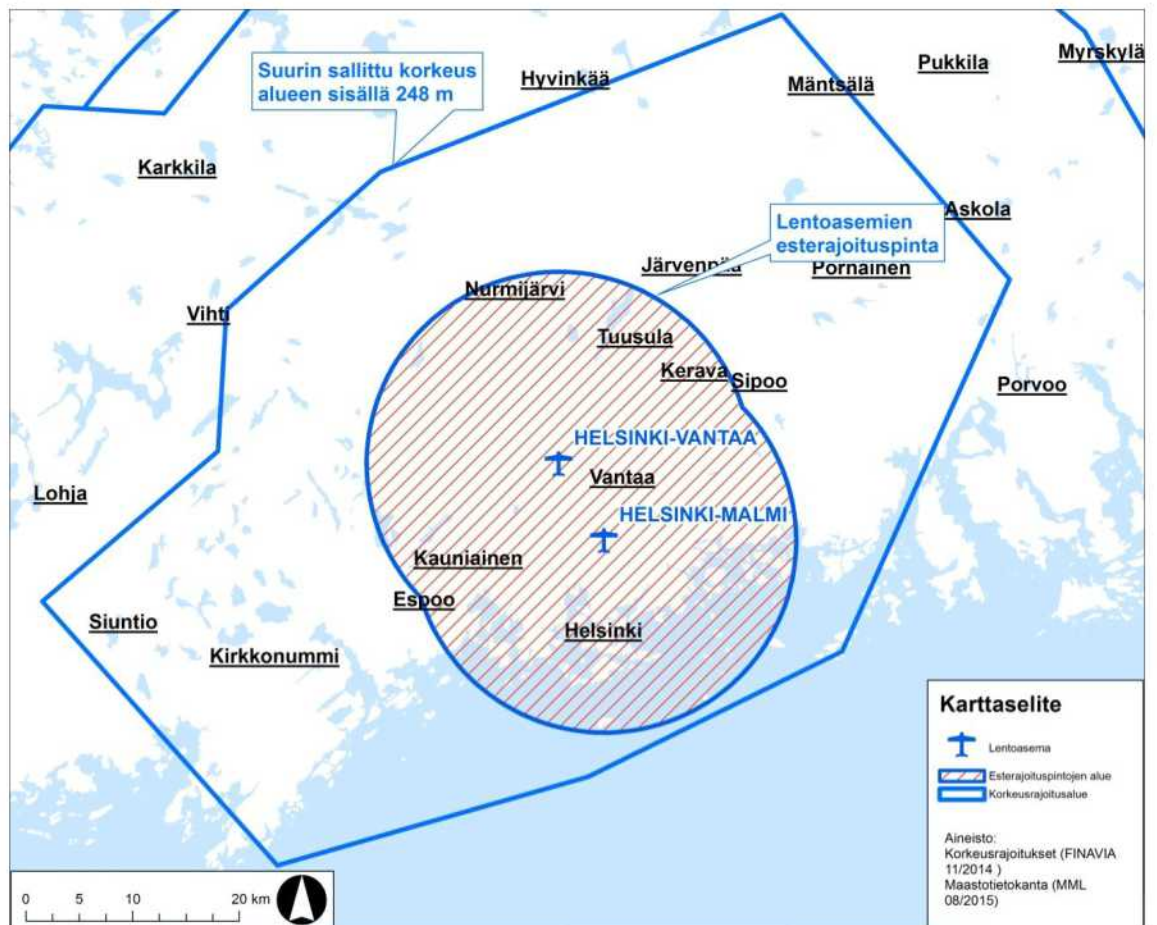 Suurin sallittu korkeus
alueen sisällä 248 m
Hyvinkää
Mäntsälä
Pukkila
Myrskylä
Karkkila
Askola
Lentoasemien
esterajoituspinta
Järvenpää
Pornainen
Nurmijärvi
Vihti
Tuusula
Kerava
Sipoo
Porvoo
HELSINKI-VANTAA
Vantaa
Lohja
HELSINKI-MALMI
Kauniainen
Espoo
Siuntio
Helsinki
Kirkkonummi
Karttaselite
Lentoasema
Esterajoituspintojen alue
Korkeusrajoitusalue
Aineisto:
Korkeusrajoitukset (FINAVIA
11/2014 )
Maastotietokanta (MML
08/2015)
0 5 10 20 km